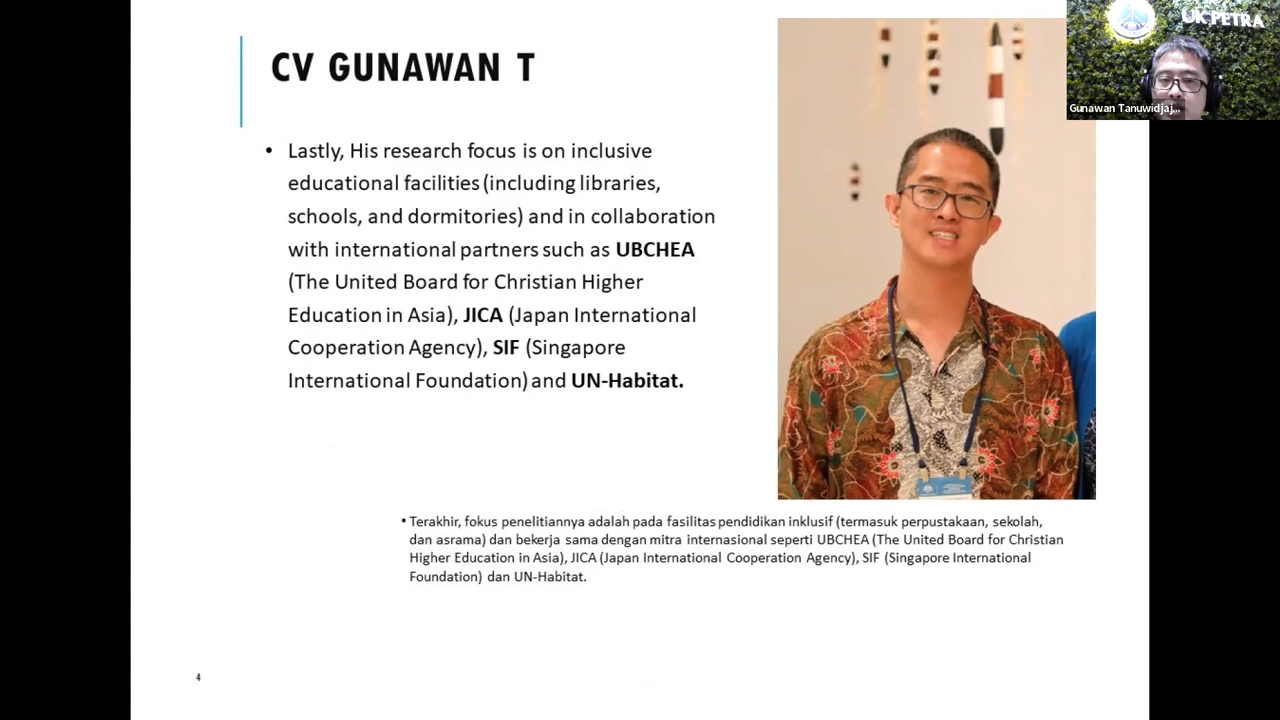 CV GUNAWAN T
• Lastly, His research focus is on inclusive
educational facilities (including libraries,
schools, and dormitories) and in collaboration
with international partners such as UBCHEA
(The United Board for Christian Higher
Education in Asia), JICA (Japan International
Cooperation Agency), SIF (Singapore
International Foundation) and UN-Habitat.
• Terakhir, fokus penelitiannya adalah pada fasilitas pendidikan inklusif (termasuk perpustakaan, sekolah,
dan asrama) dan bekerja sama dengan mitra internasional seperti UBCHEA (The United Board for Christian
Higher Education in Asia), JICA (Japan International Cooperation Agency), SIF (Singapore International
Foundation) dan UN-Habitat.
4
UK PETRA
Gunawan Tanuwidjaj...